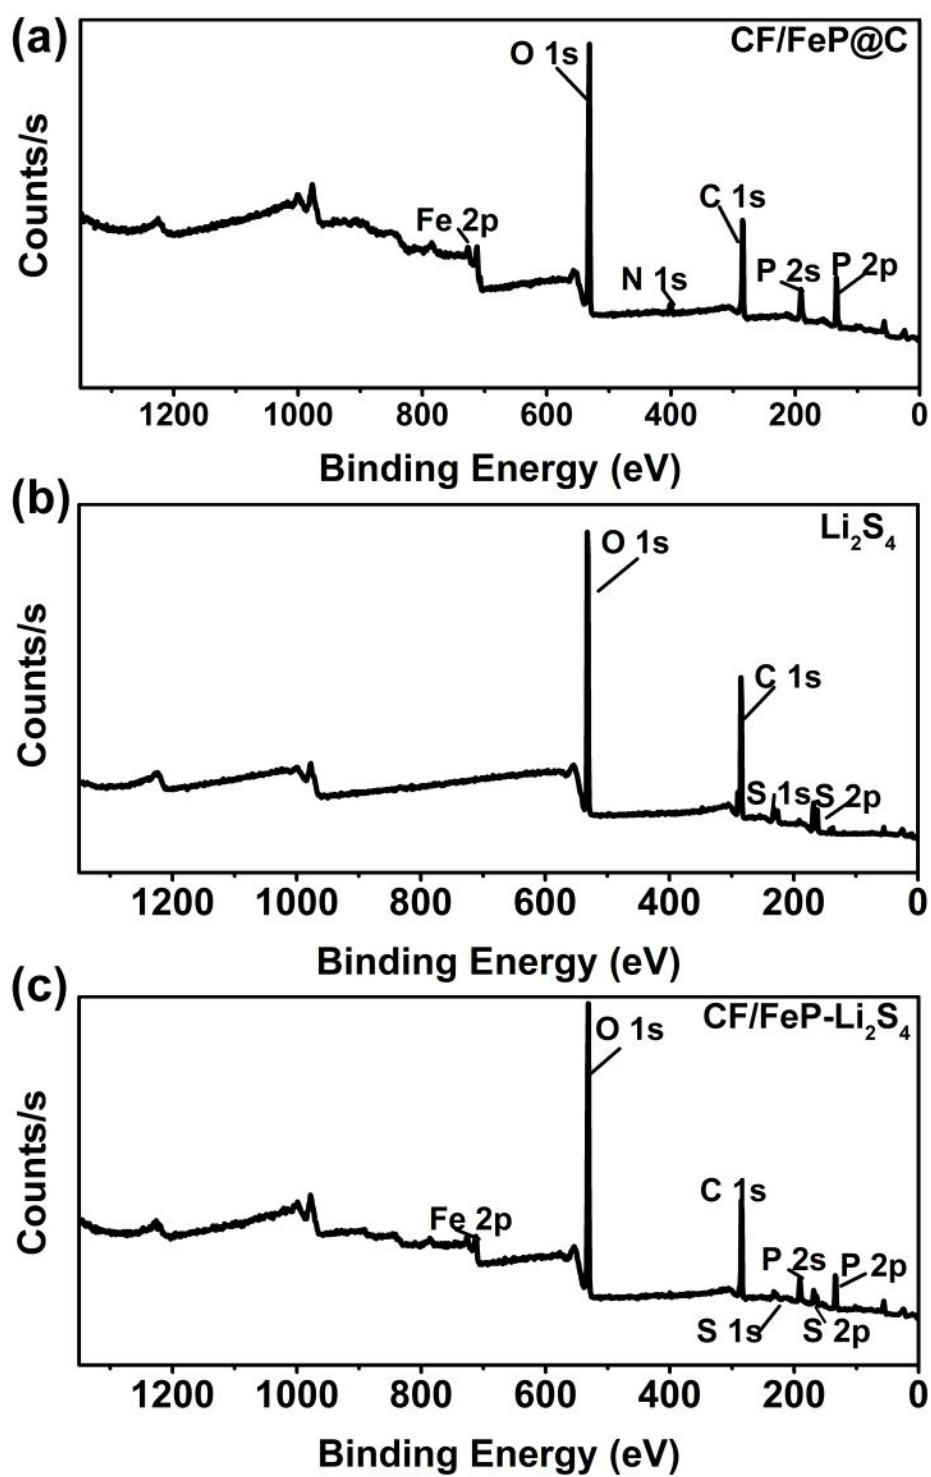 (a)
CF/FeP@C
O 1s
C 1s
Fe 2p
N 1s
P 2s
P 2p
Counts/s
1200 1000 800 600 400 200 0
Binding Energy (eV)
(b)
Li₂S₄
O 1s
C 1s
S 1s
S 2p
Counts/s
1200 1000 800 600 400 200 0
Binding Energy (eV)
(c)
CF/FeP-Li₂S₄
O 1s
C 1s
Fe 2p
P 2s
P 2p
S 1s
S 2p
Counts/s
1200 1000 800 600 400 200 0
Binding Energy (eV)